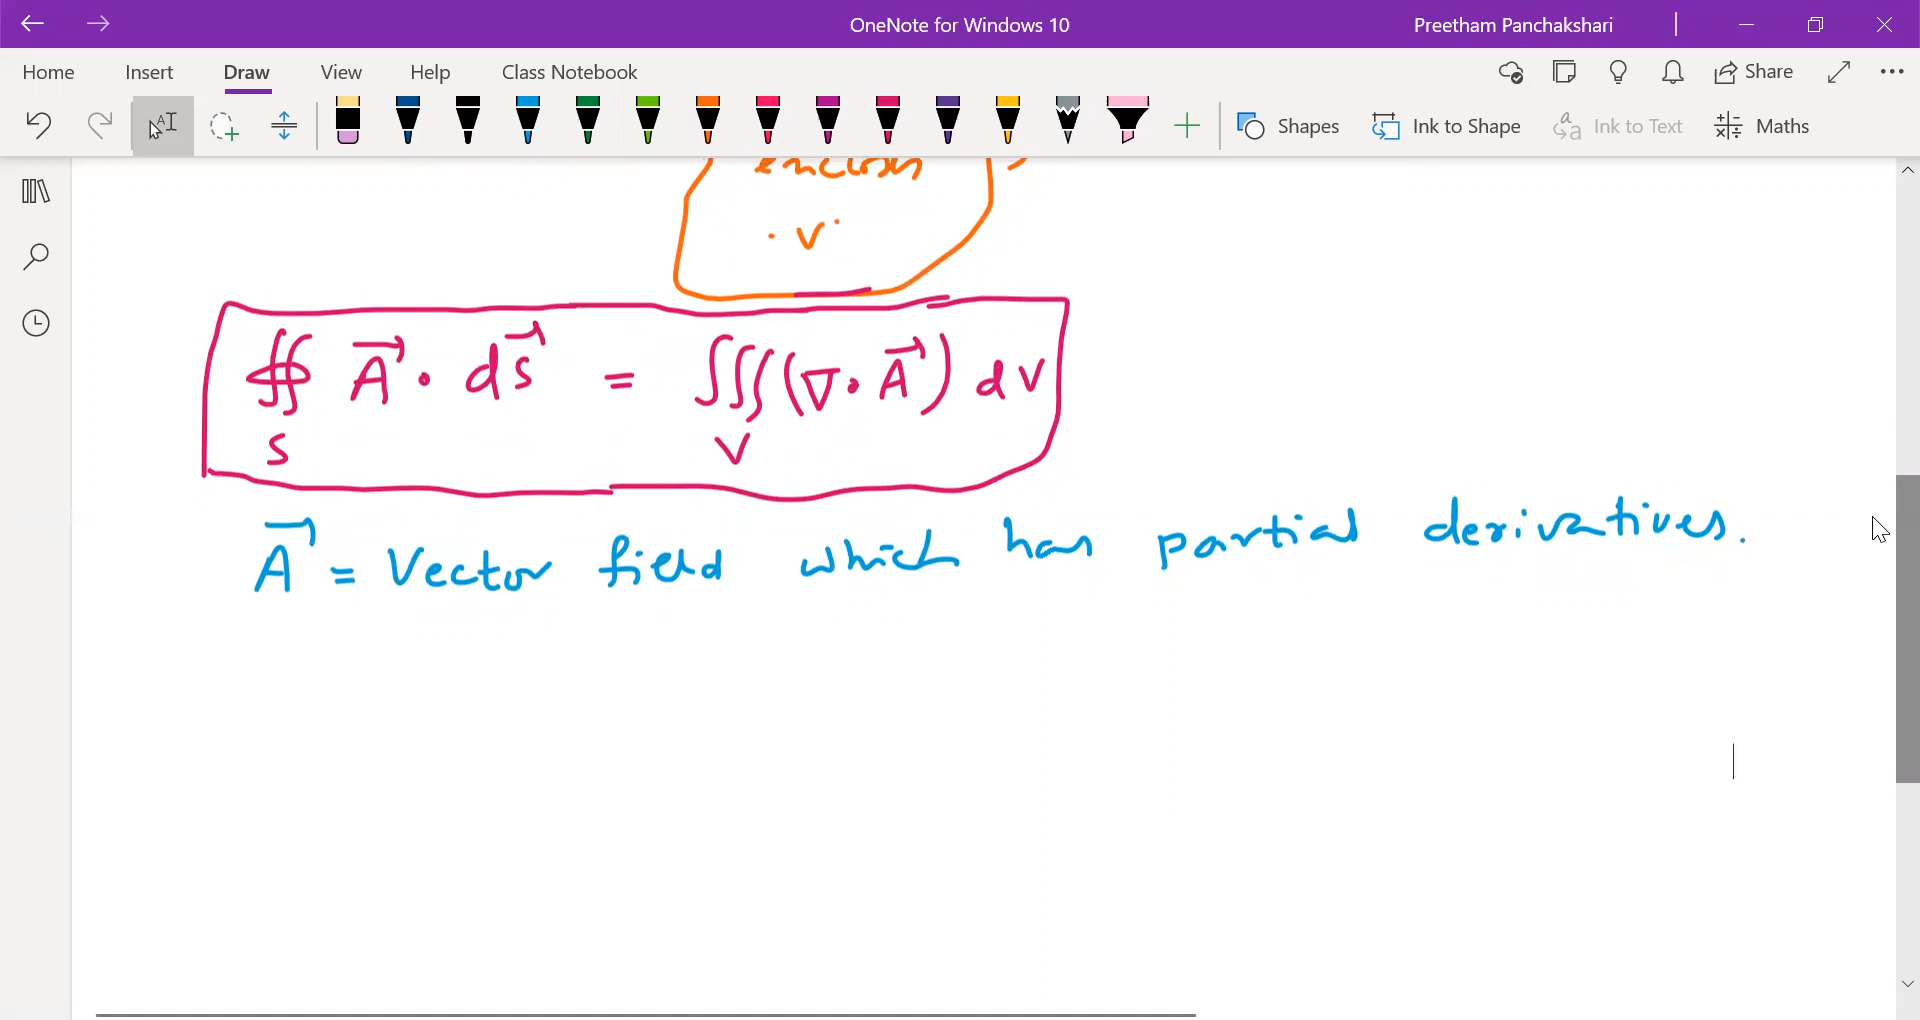 OneNote for Windows 10
Preetham Panchakshari
Home Insert Draw View Help Class Notebook
Share
Shapes Ink to Shape Ink to Text Maths
V
∯ A⃗ · ds⃗ = ∭ (∇ · A⃗) dV
S V
A⃗ = Vector field which has partial derivatives.